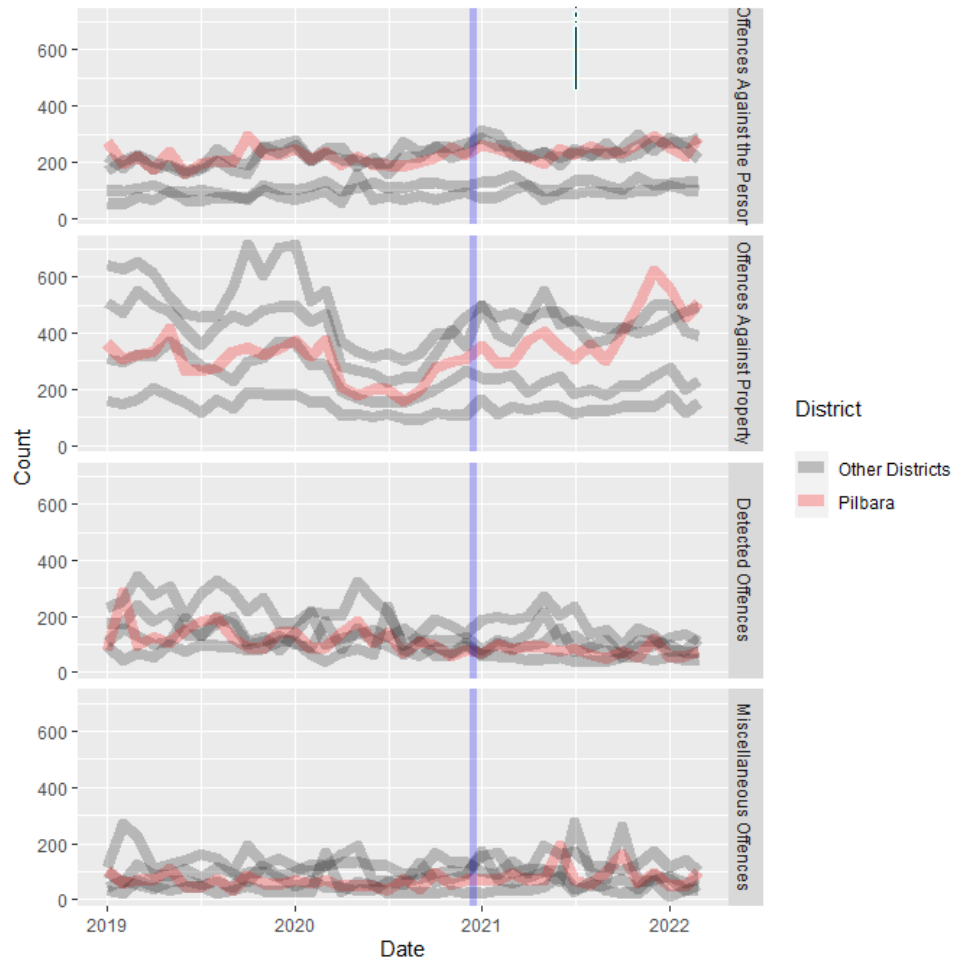 600
400
200
0
Offences Against the Person
600
400
200
0
Offences Against Property
600
400
200
0
Detected Offences
600
400
200
0
Miscellaneous Offences
Count
2019
2020
2021
2022
Date
District
Other Districts
Pilbara